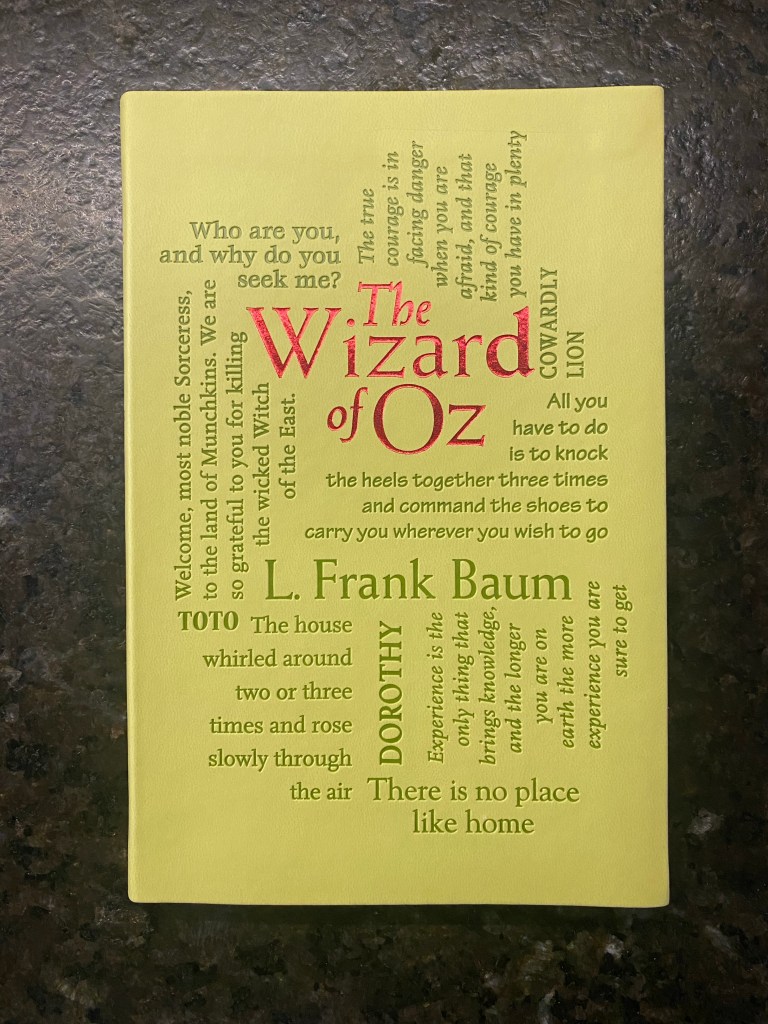 Who are you,
and why do you
seek me?
The true
courage is in
facing danger
when you are
afraid, and that
kind of courage
you have in plenty
COWARDLY
LION
Welcome, most noble Sorceress,
to the land of Munchkins. We are
so grateful to you for killing
the wicked Witch
of the East.
The
Wizard
of Oz
All you
have to do
is to knock
the heels together three times
and command the shoes to
carry you wherever you wish to go
L. Frank Baum
TOTO
The house
whirled around
two or three
times and rose
slowly through
the air
DOROTHY
Experience is the
only thing that
brings knowledge,
and the longer
you are on
earth the more
experience you are
sure to get
There is no place
like home